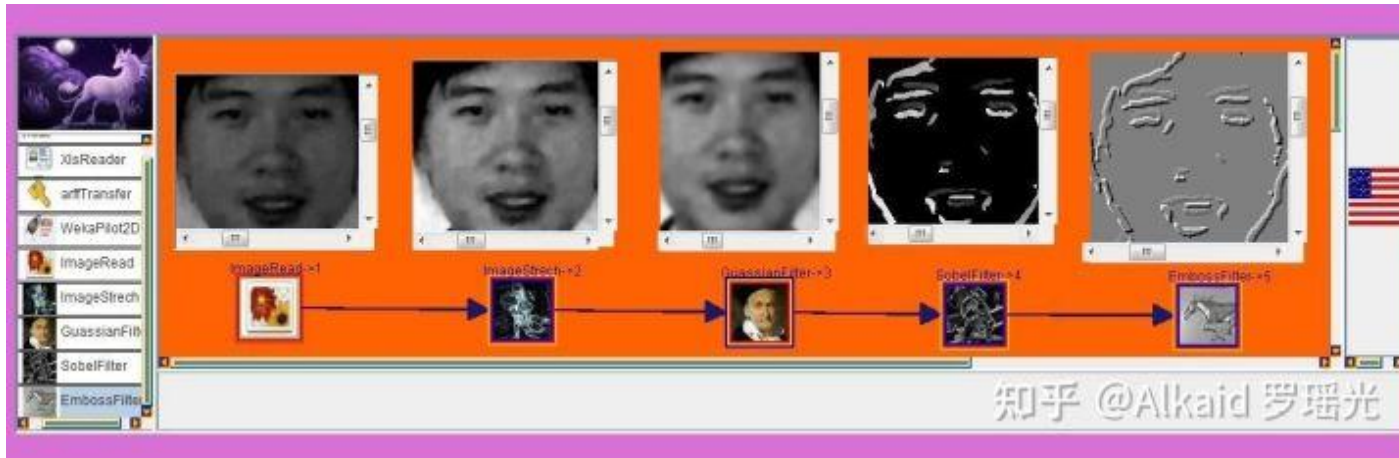 XlsReader
arffTransfer
WekaPilot2D
ImageRead
ImageStrech
GuassianFilt
SobelFilter
EmbossFilte
ImageRead->1
ImageStrech->2
GuassianFilter->3
SobelFilter->4
EmbossFilter->5
知乎 @Alkaid 罗瑶光